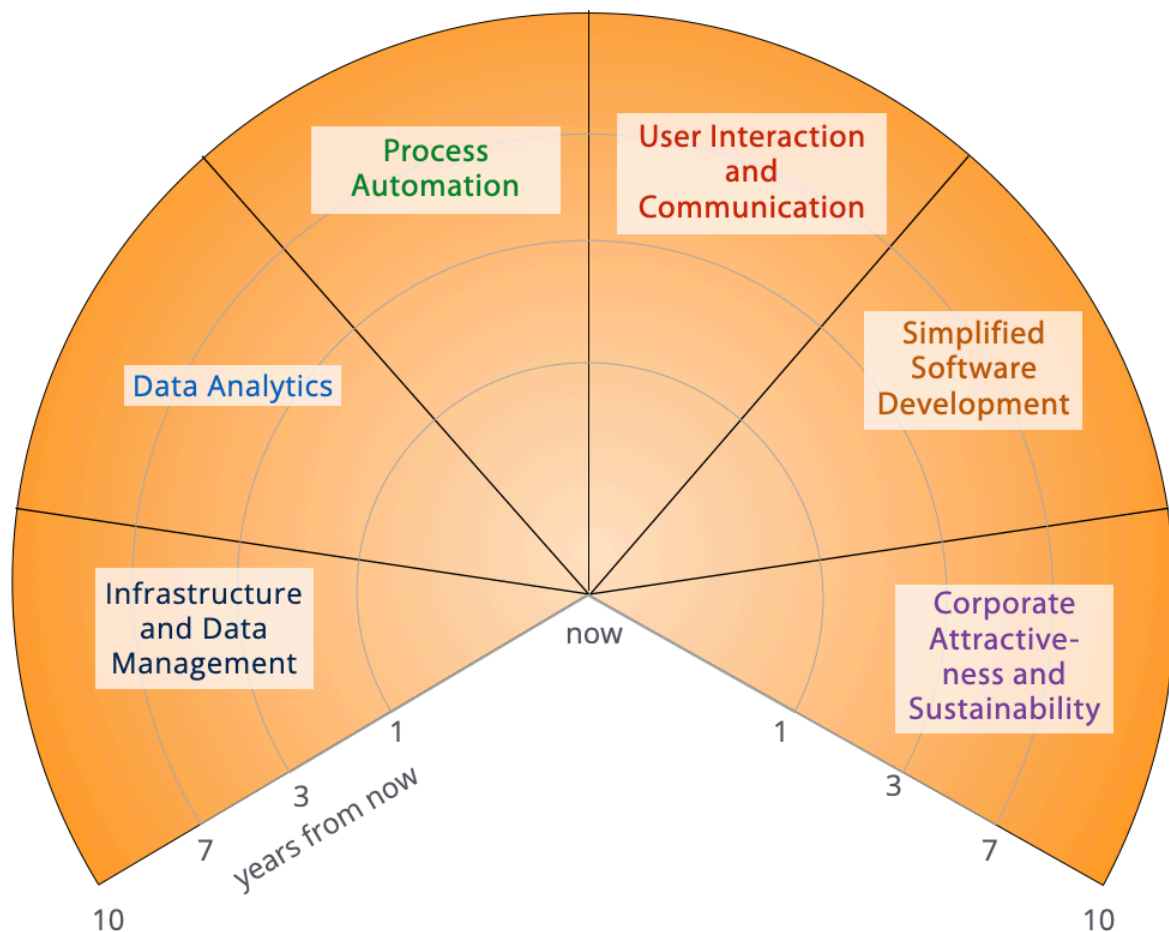 Process
Automation
User Interaction
and
Communication
Data Analytics
Simplified
Software
Development
Infrastructure
and Data
Management
Corporate
Attractive-
ness and
Sustainability
now
1
3
7
10
years from now
1
3
7
10